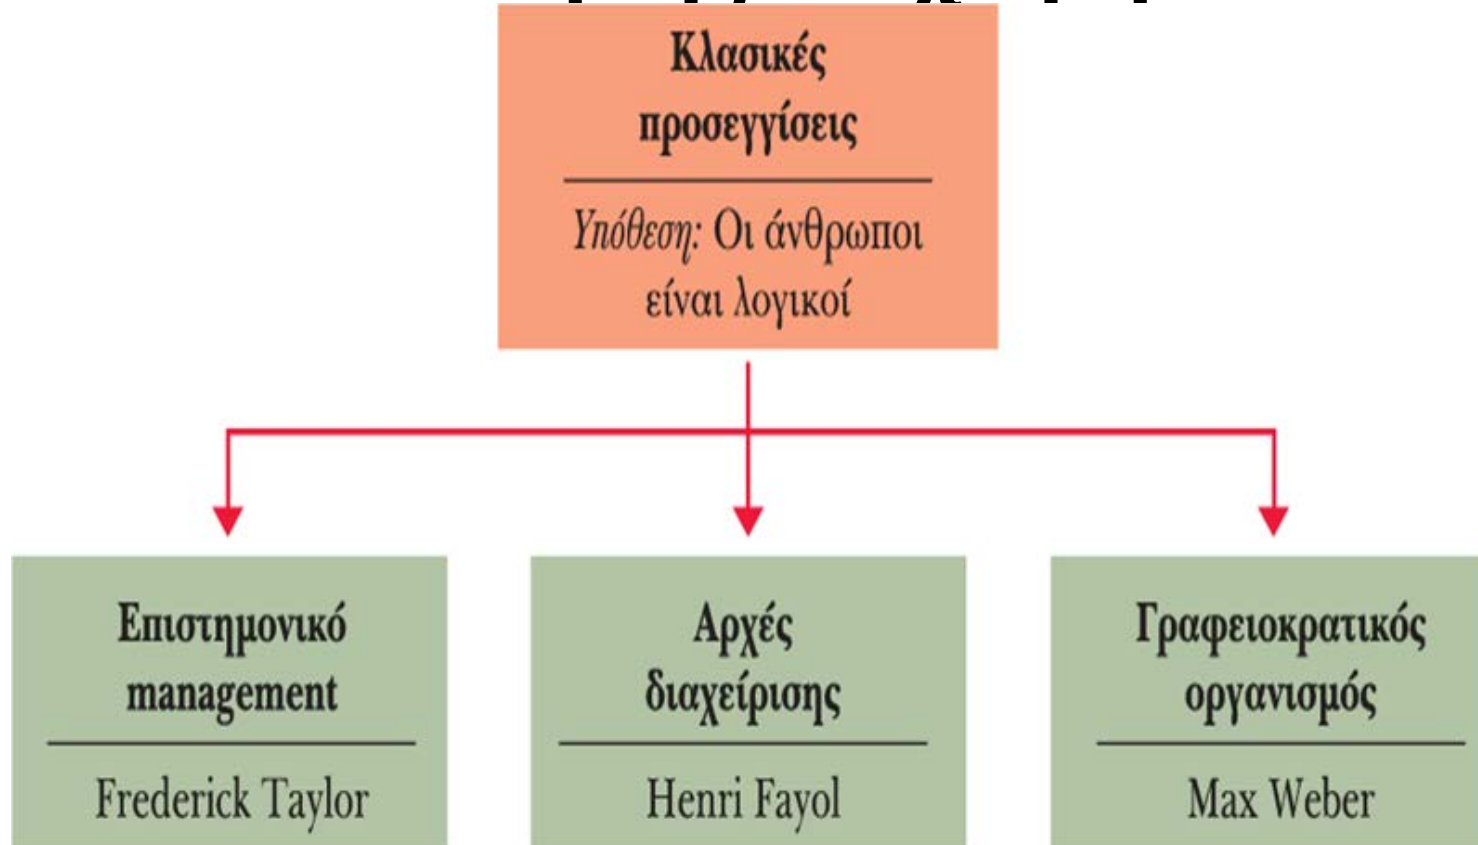 Κλασικές
προσεγγίσεις
Υπόθεση: Οι άνθρωποι
είναι λογικοί
Επιστημονικό
management
Frederick Taylor
Αρχές
διαχείρισης
Henri Fayol
Γραφειοκρατικός
οργανισμός
Max Weber